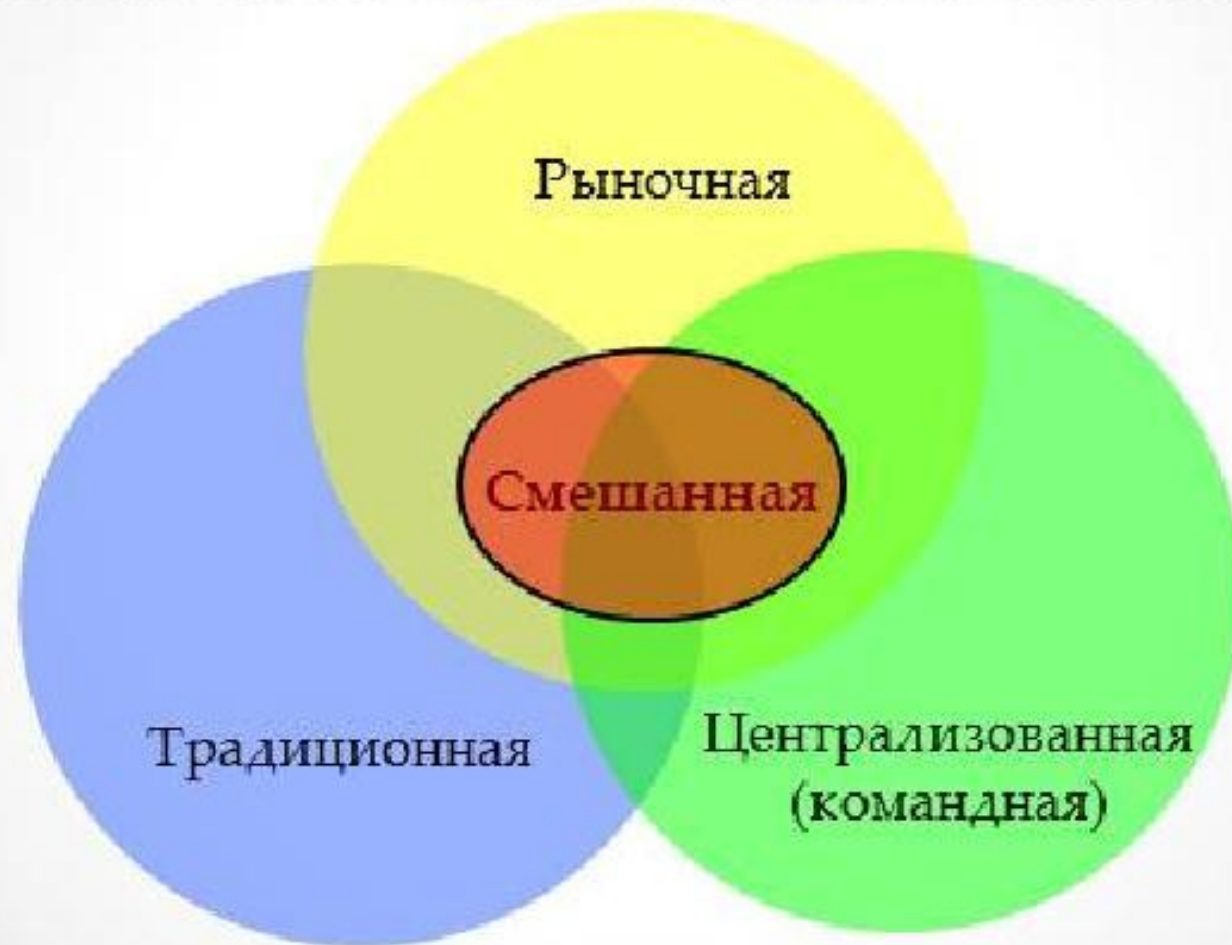 Рыночная
Смешанная
Традиционная
Централизованная
(командная)